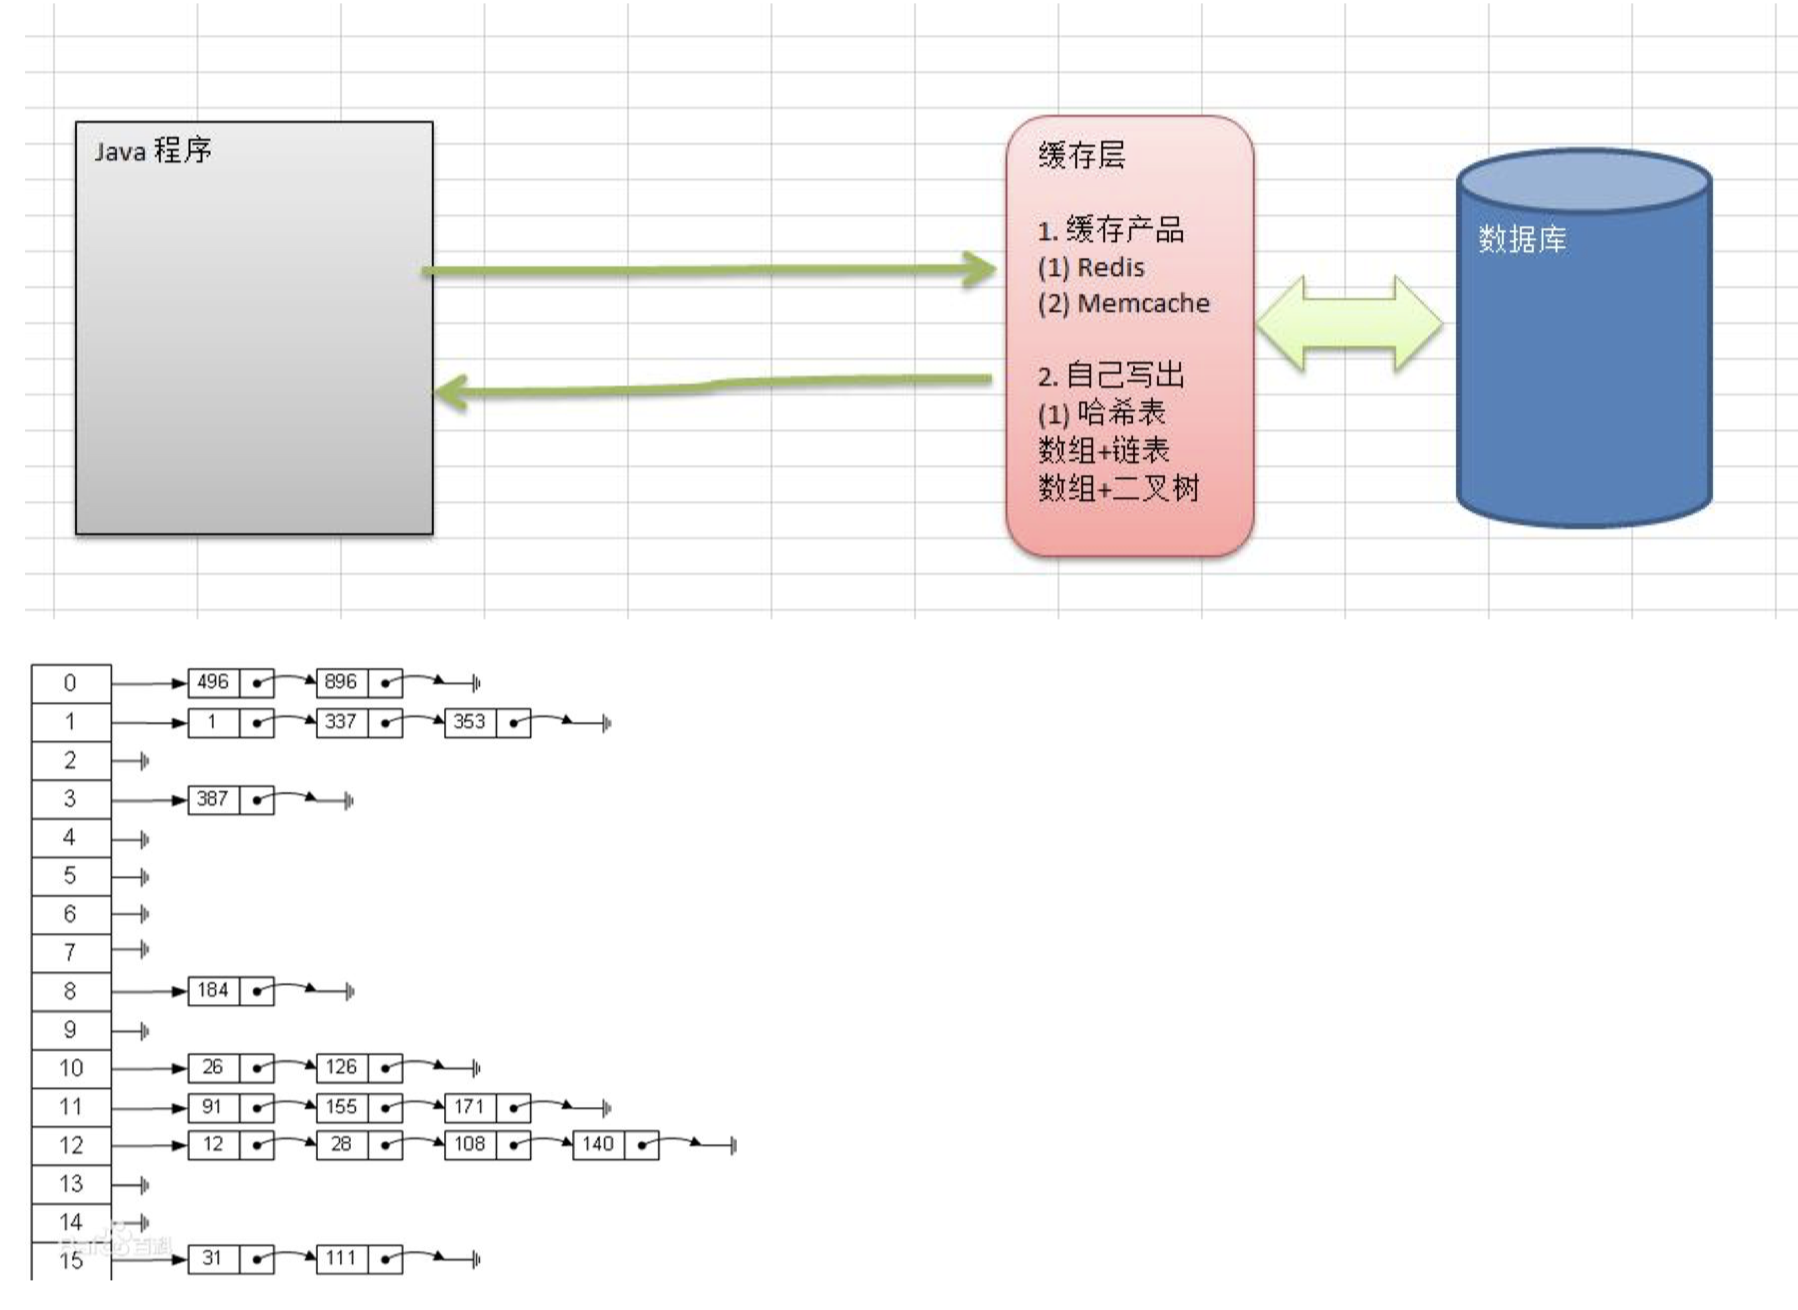 Java 程序
缓存层
1. 缓存产品
(1) Redis
(2) Memcache
2. 自己写出
(1) 哈希表
数组+链表
数组+二叉树
数据库
0 496 896
1 1 337 353
2
3 387
4
5
6
7
8 184
9
10 26 126
11 91 155 171
12 12 28 108 140
13
14
15 31 111